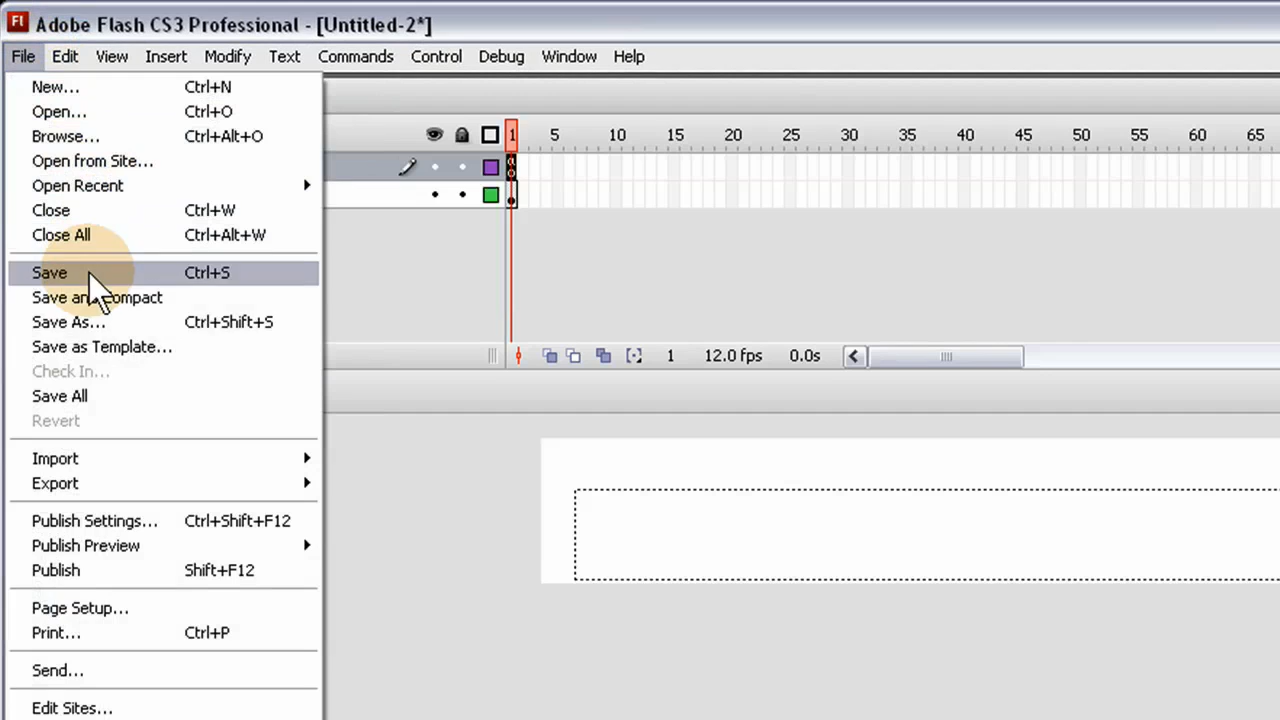 Fl Adobe Flash CS3 Professional - [Untitled-2*]
File Edit View Insert Modify Text Commands Control Debug Window Help
New... Ctrl+N
Open... Ctrl+O
Browse... Ctrl+Alt+O
Open from Site...
Open Recent
Close Ctrl+W
Close All Ctrl+Alt+W
Save Ctrl+S
Save and Compact
Save As... Ctrl+Shift+S
Save as Template...
Check In...
Save All
Revert
Import
Export
Publish Settings... Ctrl+Shift+F12
Publish Preview
Publish Shift+F12
Page Setup...
Print... Ctrl+P
Send...
Edit Sites...
1 5 10 15 20 25 30 35 40 45 50 55 60 65
a
1 12.0 fps 0.0s